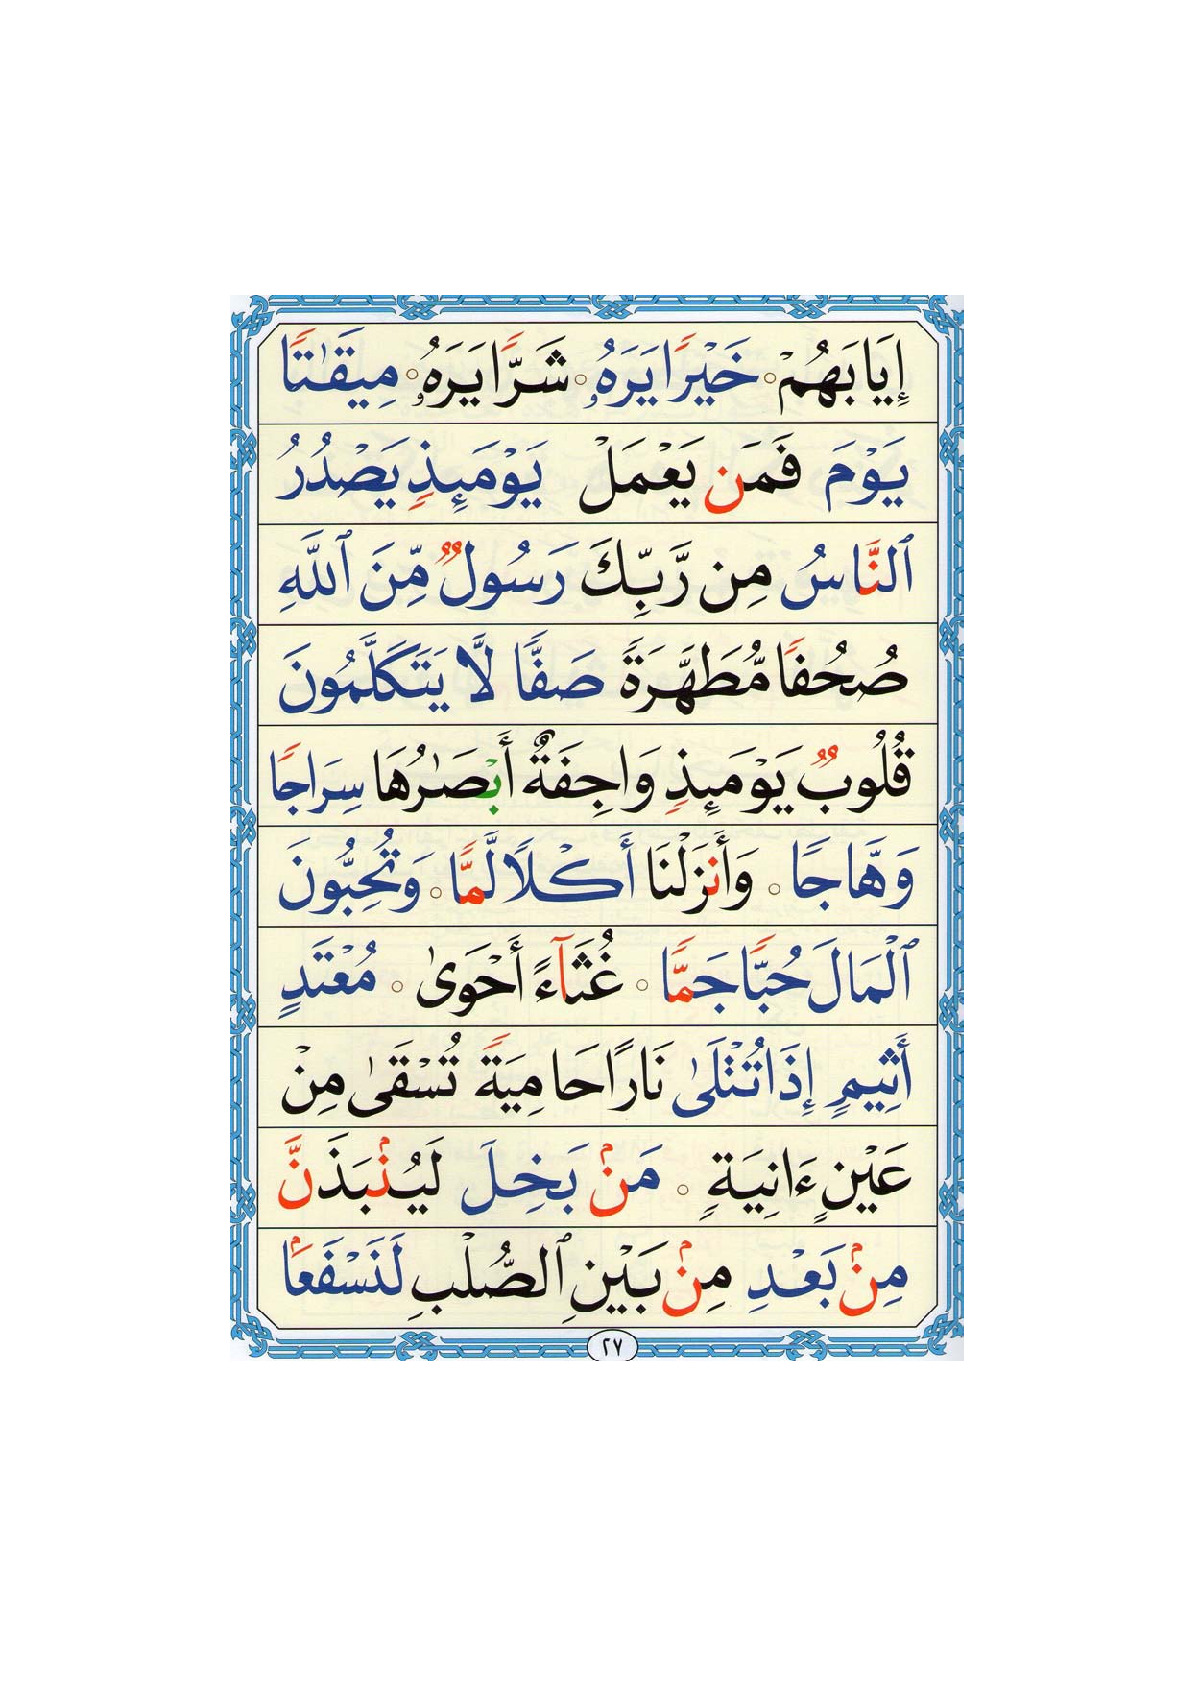 إِيَابَهُمْ ۝ خَيْرًا يَرَهُۥ ۝ شَرًّا يَرَهُۥ ۝ مِيقَٰتًا
يَوْمَ فَمَن يَعْمَلْ يَوْمَئِذٍ يَصْدُرُ
ٱلنَّاسُ مِن رَّبِّكَ رَسُولٌ مِّنَ ٱللَّهِ
صُحُفًا مُّطَهَّرَةً صَفًّا لَّا يَتَكَلَّمُونَ
قُلُوبٌ يَوْمَئِذٍ وَاجِفَةٌ أَبْصَٰرُهَا سِرَاجًا
وَهَّاجًا ۝ وَأَنزَلْنَا أَكْلًا لَّمًّا ۝ وَتُحِبُّونَ
ٱلْمَالَ حُبًّا جَمًّا ۝ غُثَآءً أَحْوَىٰ ۝ مُعْتَدٍ
أَثِيمٍ إِذَا تُتْلَىٰ نَارًا حَامِيَةً تُسْقَىٰ مِنْ
عَيْنٍ ءَانِيَةٍ ۝ مَنۢ بَخِلَ لَيُنۢبَذَنَّ
مِنۢ بَعْدِ مِنۢ بَيْنِ ٱلصُّلْبِ لَنَسْفَعًۢا
٢٧